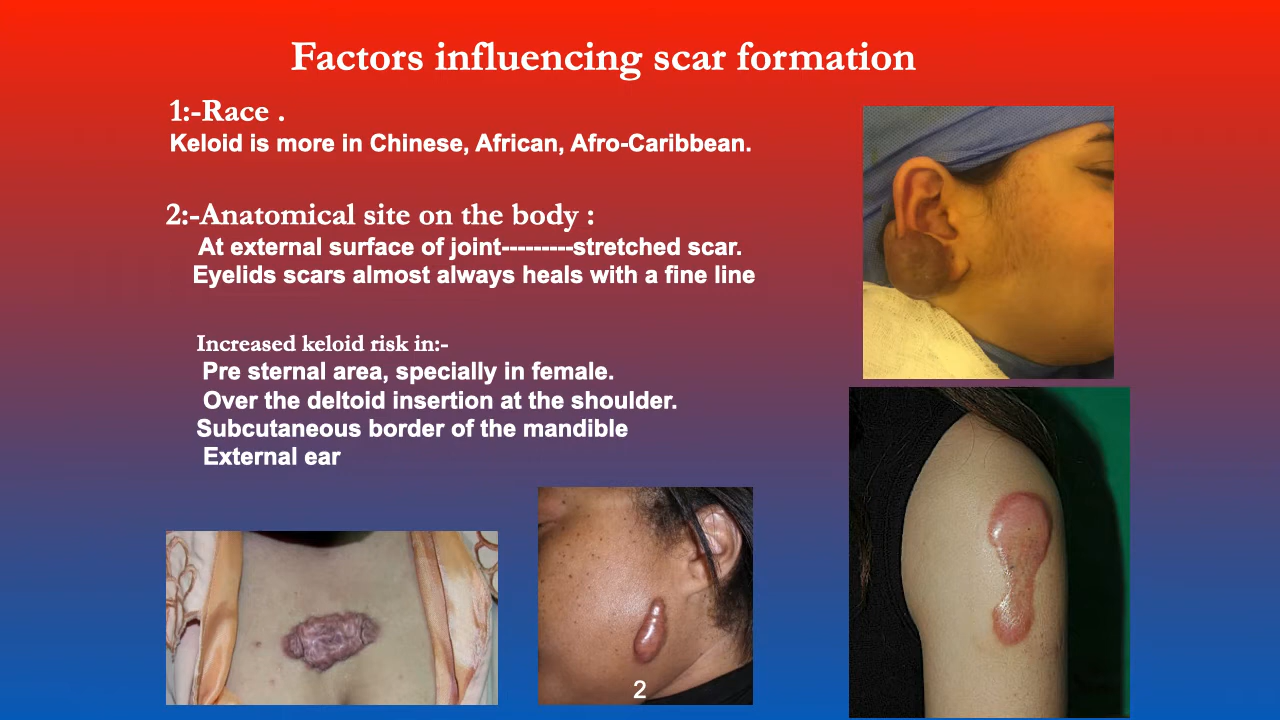 Factors influencing scar formation
1:-Race .
Keloid is more in Chinese, African, Afro-Caribbean.
2:-Anatomical site on the body :
At external surface of joint---------stretched scar.
Eyelids scars almost always heals with a fine line
Increased keloid risk in:-
Pre sternal area, specially in female.
Over the deltoid insertion at the shoulder.
Subcutaneous border of the mandible
External ear
2